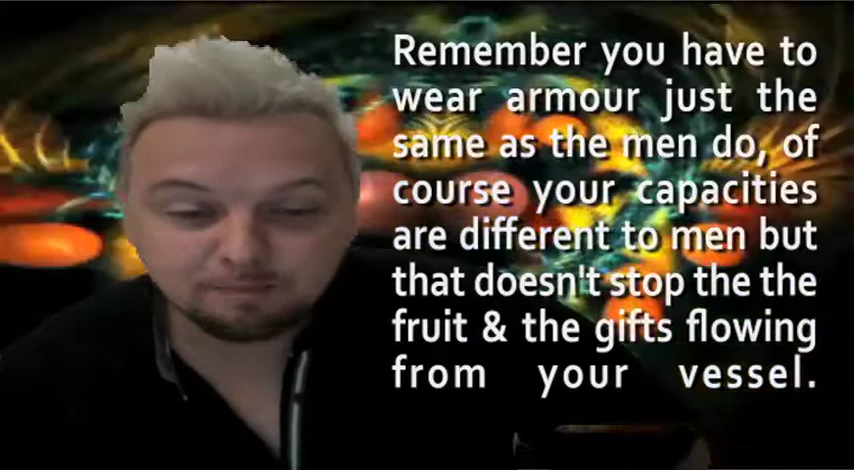 Remember you have to
wear armour just the
same as the men do, of
course your capacities
are different to men but
that doesn't stop the the
fruit & the gifts flowing
from your vessel.